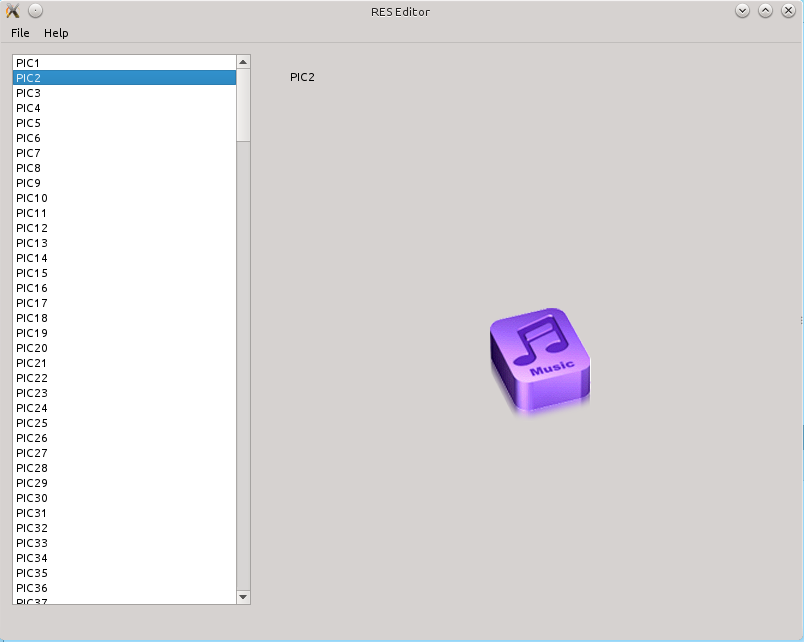 RES Editor
File Help
PIC1
PIC2
PIC3
PIC4
PIC5
PIC6
PIC7
PIC8
PIC9
PIC10
PIC11
PIC12
PIC13
PIC14
PIC15
PIC16
PIC17
PIC18
PIC19
PIC20
PIC21
PIC22
PIC23
PIC24
PIC25
PIC26
PIC27
PIC28
PIC29
PIC30
PIC31
PIC32
PIC33
PIC34
PIC35
PIC36
PIC37
PIC2
Music